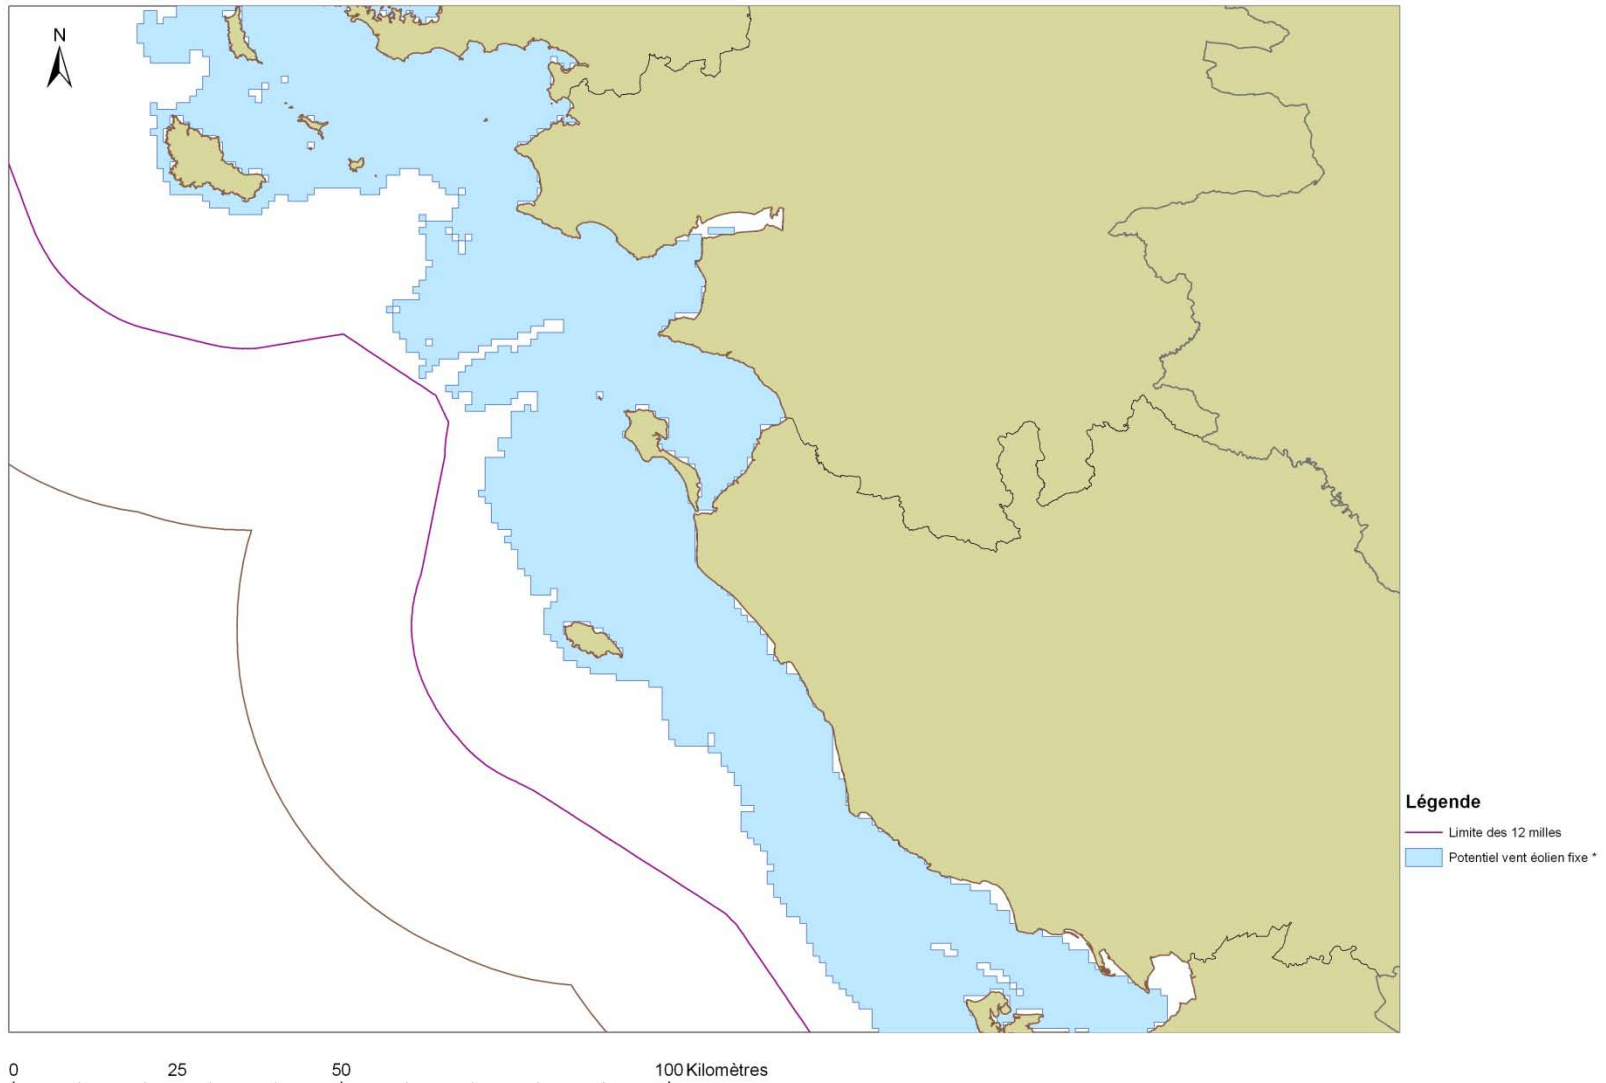 N
Légende
Limite des 12 milles
Potentiel vent éolien fixe *
0 25 50 100 Kilomètres